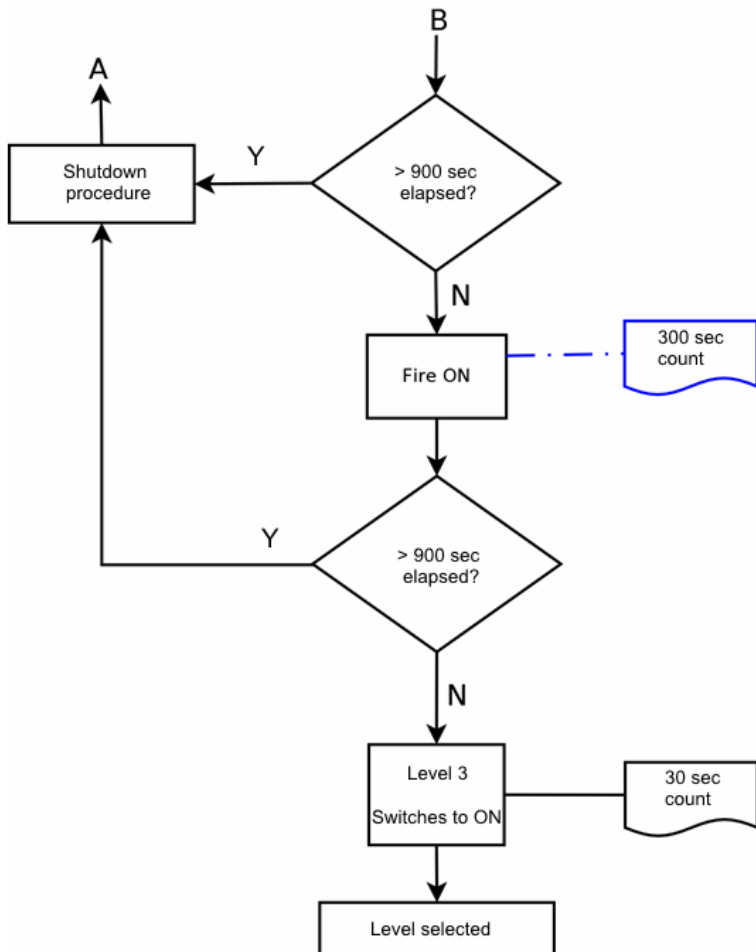 B
A
Y
Shutdown
procedure
> 900 sec
elapsed?
N
300 sec
count
Fire ON
Y
> 900 sec
elapsed?
N
Level 3
Switches to ON
30 sec
count
Level selected